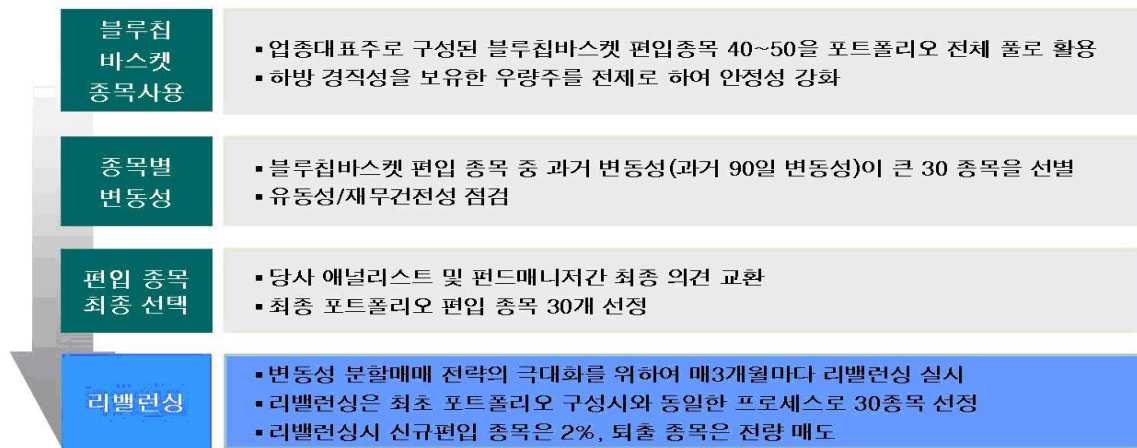 블루칩
바스켓
종목사용
▪ 업종대표주로 구성된 블루칩바스켓 편입종목 40~50을 포트폴리오 전체 풀로 활용
▪ 하방 경직성을 보유한 우량주를 전제로 하여 안정성 강화
종목별
변동성
▪ 블루칩바스켓 편입 종목 중 과거 변동성(과거 90일 변동성)이 큰 30 종목을 선별
▪ 유동성/재무건전성 점검
편입 종목
최종 선택
▪ 당사 애널리스트 및 펀드매니저간 최종 의견 교환
▪ 최종 포트폴리오 편입 종목 30개 선정
리밸런싱
▪ 변동성 분할매매 전략의 극대화를 위하여 매3개월마다 리밸런싱 실시
▪ 리밸런싱은 최초 포트폴리오 구성시와 동일한 프로세스로 30종목 선정
▪ 리밸런싱시 신규편입 종목은 2%, 퇴출 종목은 전량 매도